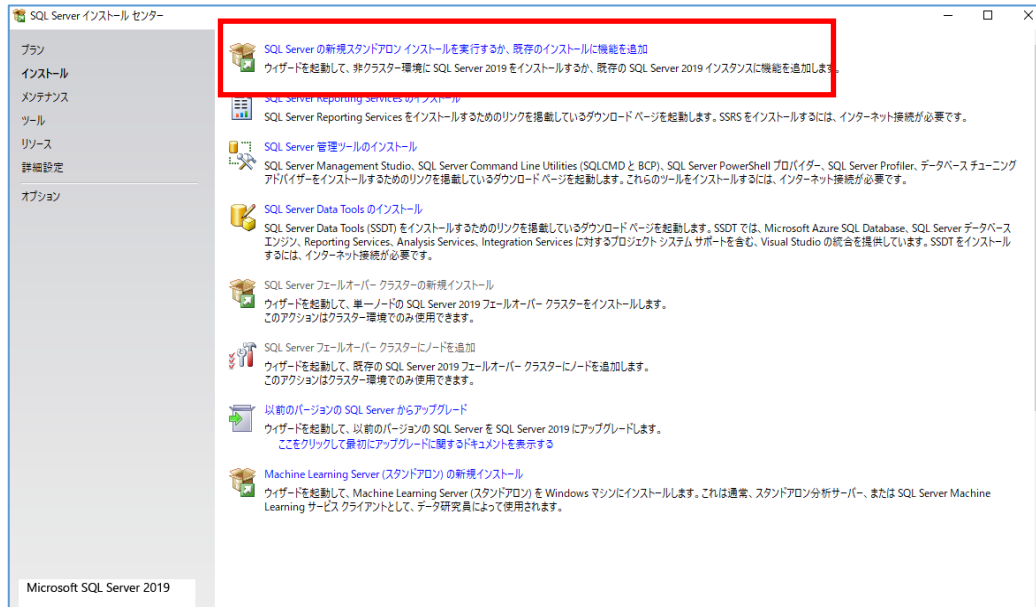 SQL Server インストール センター
プラン
インストール
メンテナンス
ツール
リソース
詳細設定
オプション
Microsoft SQL Server 2019
SQL Server の新規スタンドアロン インストールを実行するか、既存のインストールに機能を追加
ウィザードを起動して、非クラスター環境に SQL Server 2019 をインストールするか、既存の SQL Server 2019 インスタンスに機能を追加します。
SQL Server Reporting Services のインストール
SQL Server Reporting Services をインストールするためのリンクを掲載しているダウンロード ページを起動します。SSRS をインストールするには、インターネット接続が必要です。
SQL Server 管理ツールのインストール
SQL Server Management Studio、SQL Server Command Line Utilities (SQLCMD と BCP)、SQL Server PowerShell プロバイダー、SQL Server Profiler、データベース チューニング
アドバイザーをインストールするためのリンクを掲載しているダウンロード ページを起動します。これらのツールをインストールするには、インターネット接続が必要です。
SQL Server Data Tools のインストール
SQL Server Data Tools (SSDT) をインストールするためのリンクを掲載しているダウンロード ページを起動します。SSDT では、Microsoft Azure SQL Database、SQL Server データベース
エンジン、Reporting Services、Analysis Services、Integration Services に対するプロジェクト システム サポートを含む、Visual Studio の統合を提供しています。SSDT をインストール
するには、インターネット接続が必要です。
SQL Server フェールオーバー クラスターの新規インストール
ウィザードを起動して、単一ノードの SQL Server 2019 フェールオーバー クラスターをインストールします。
このアクションはクラスター環境でのみ使用できます。
SQL Server フェールオーバー クラスターにノードを追加
ウィザードを起動して、既存の SQL Server 2019 フェールオーバー クラスターにノードを追加します。
このアクションはクラスター環境でのみ使用できます。
以前のバージョンの SQL Server からアップグレード
ウィザードを起動して、以前のバージョンの SQL Server を SQL Server 2019 にアップグレードします。
ここをクリックして最初にアップグレードに関するドキュメントを表示する
Machine Learning Server (スタンドアロン) の新規インストール
ウィザードを起動して、Machine Learning Server (スタンドアロン) を Windows マシンにインストールします。これは通常、スタンドアロン分析サーバー、または SQL Server Machine
Learning サービス クライアントとして、データ研究員によって使用されます。